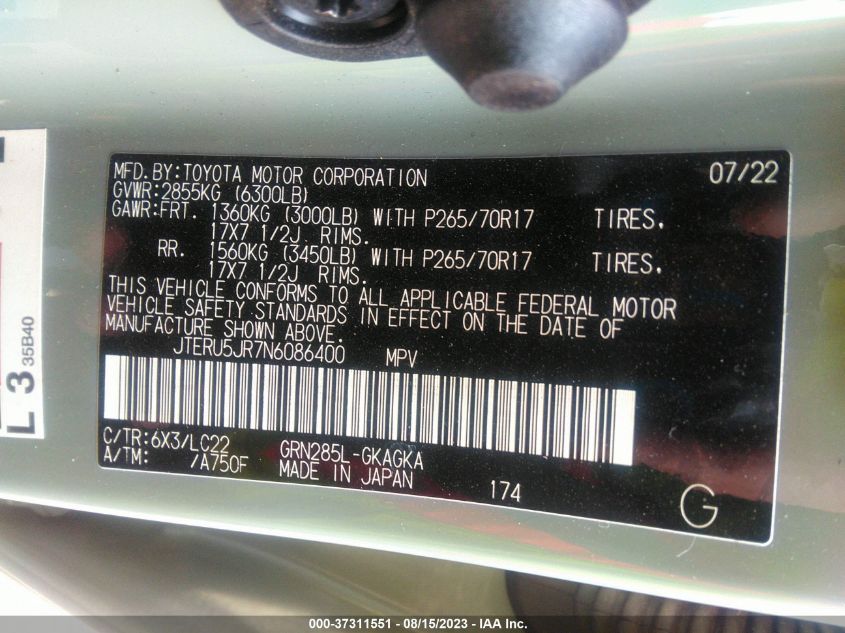 MFD.BY:TOYOTA MOTOR CORPORATION 07/22
GVWR:2855KG (6300LB)
GAWR:FRT. 1360KG (3000LB) WITH P265/70R17 TIRES,
17X7 1/2J RIMS.
RR. 1560KG (3450LB) WITH P265/70R17 TIRES,
17X7 1/2J RIMS.
THIS VEHICLE CONFORMS TO ALL APPLICABLE FEDERAL MOTOR
VEHICLE SAFETY STANDARDS IN EFFECT ON THE DATE OF
MANUFACTURE SHOWN ABOVE.
JTERU5JR7N6086400 MPV
C/TR:6X3/LC22 GRN285L-GKAGKA
A/TM: /A750F MADE IN JAPAN 174
G
L 3 35B40
000-37311551 - 08/15/2023 - IAA Inc.